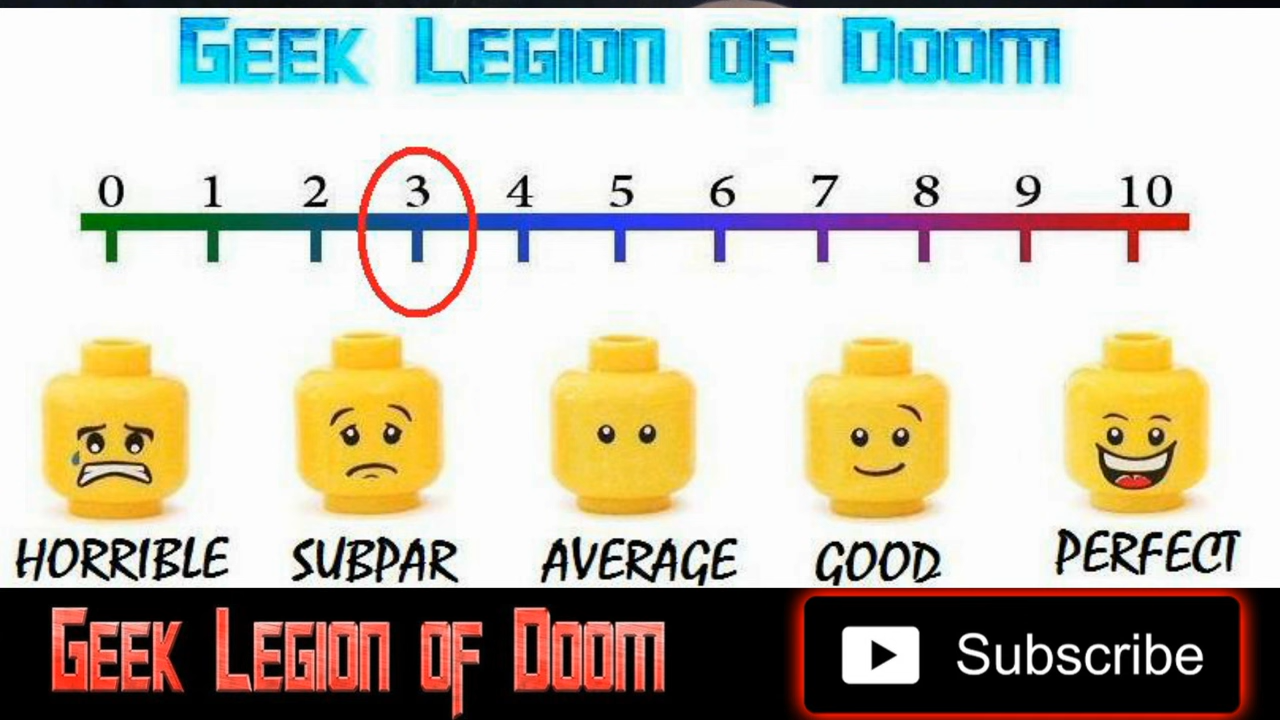 GEEK LEGION OF DOOM
0 1 2 3 4 5 6 7 8 9 10
HORRIBLE SUBPAR AVERAGE GOOD PERFECT
GEEK LEGION OF DOOM Subscribe